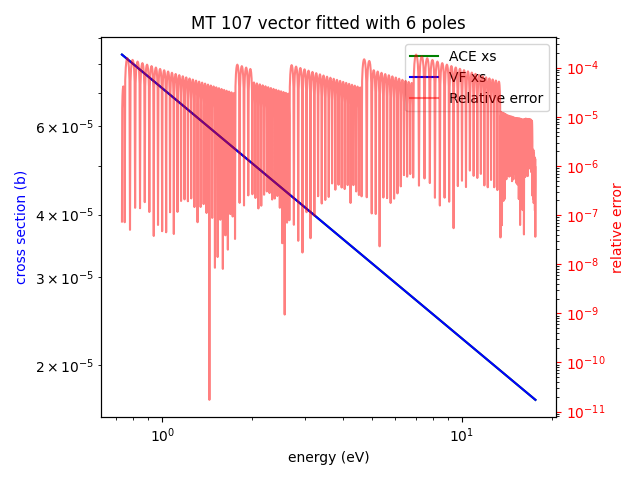 MT 107 vector fitted with 6 poles
ACE xs
VF xs
Relative error
cross section (b)
6 × 10⁻⁵
4 × 10⁻⁵
3 × 10⁻⁵
2 × 10⁻⁵
10⁻⁴
10⁻⁵
10⁻⁶
10⁻⁷
10⁻⁸
10⁻⁹
10⁻¹⁰
10⁻¹¹
relative error
10⁰ 10¹
energy (eV)